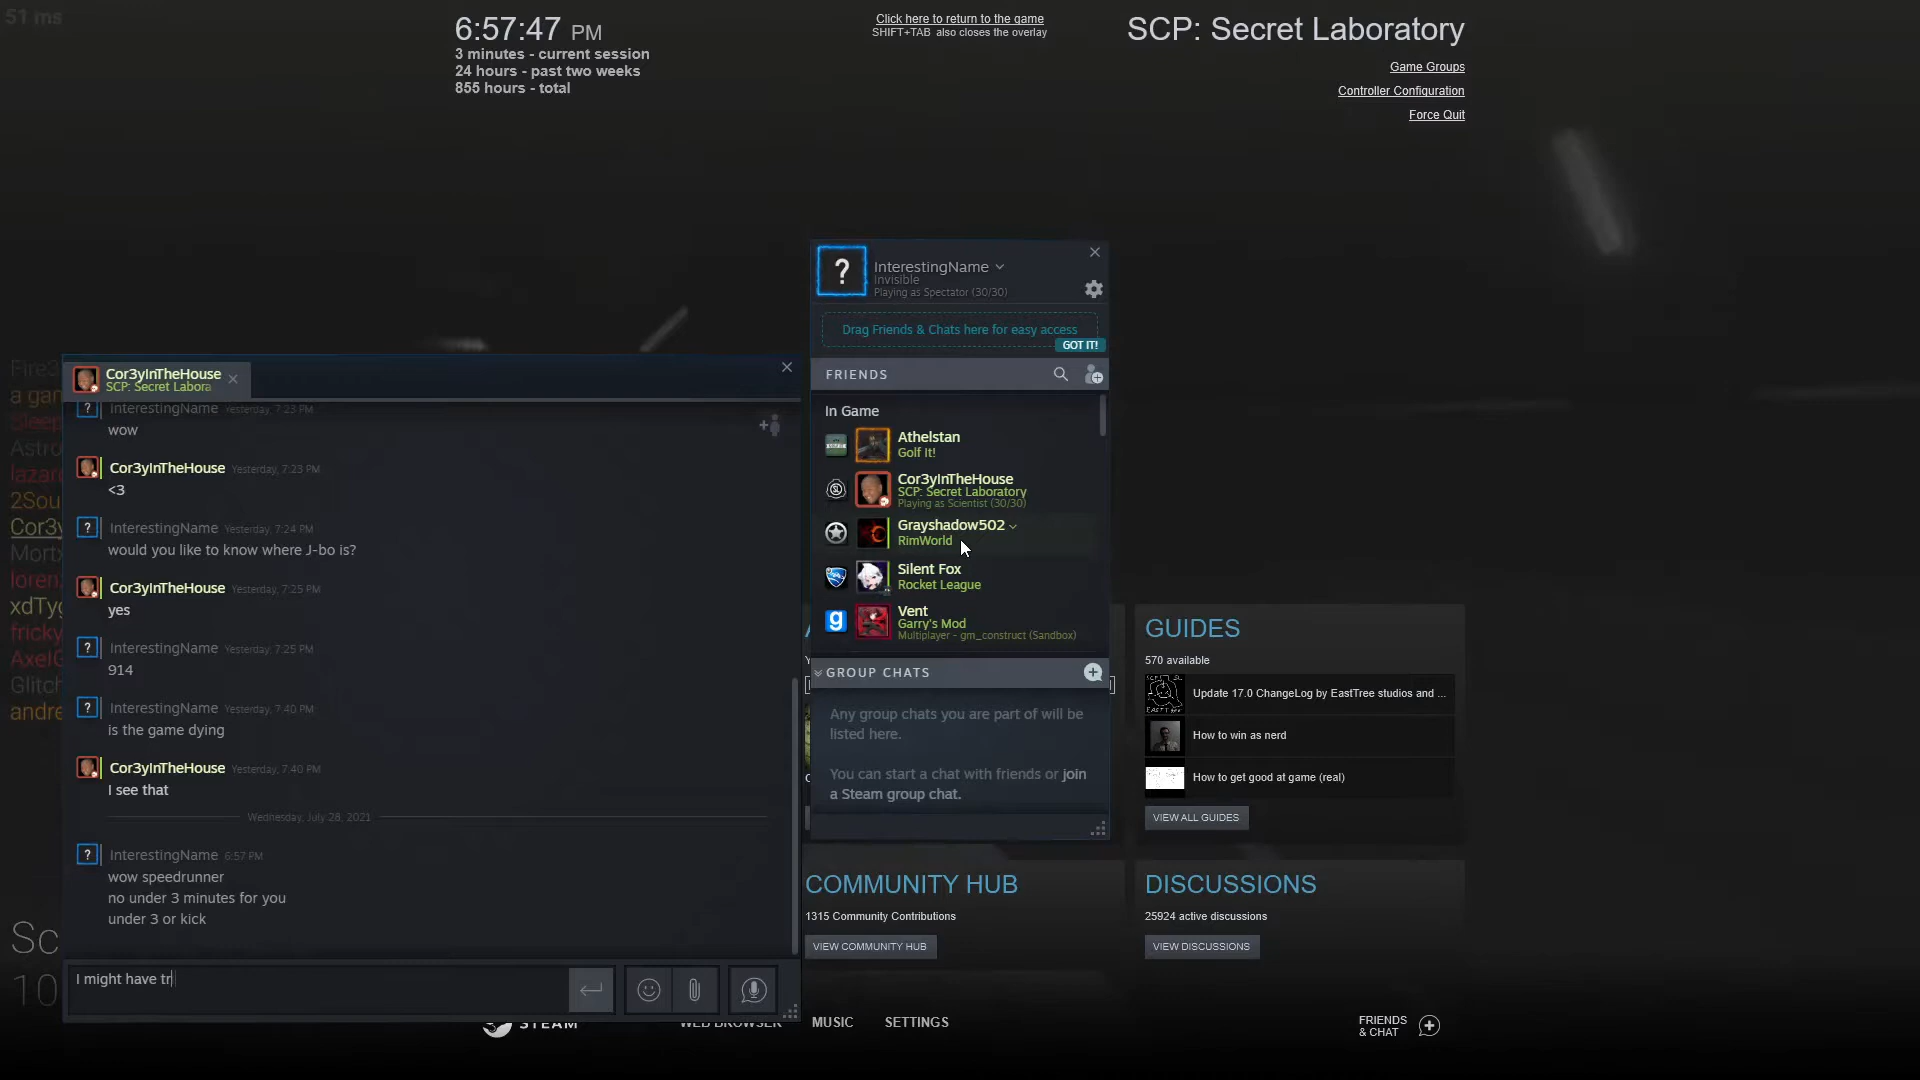 51 ms
6:57:47 PM
3 minutes - current session
24 hours - past two weeks
855 hours - total
Click here to return to the game
SHIFT+TAB also closes the overlay
SCP: Secret Laboratory
Game Groups
Controller Configuration
Force Quit
Cor3yInTheHouse
SCP: Secret Labora
InterestingName Yesterday, 7:23 PM
wow
Cor3yInTheHouse Yesterday, 7:23 PM
<3
InterestingName Yesterday, 7:24 PM
would you like to know where J-bo is?
Cor3yInTheHouse Yesterday, 7:25 PM
yes
InterestingName Yesterday, 7:25 PM
914
InterestingName Yesterday, 7:40 PM
is the game dying
Cor3yInTheHouse Yesterday, 7:40 PM
I see that
Wednesday, July 28, 2021
InterestingName 6:57 PM
wow speedrunner
no under 3 minutes for you
under 3 or kick
I might have tr
InterestingName
Invisible
Playing as Spectator (30/30)
Drag Friends & Chats here for easy access
GOT IT!
FRIENDS
In Game
Athelstan
Golf It!
Cor3yInTheHouse
SCP: Secret Laboratory
Playing as Scientist (30/30)
Grayshadow502
RimWorld
Silent Fox
Rocket League
Vent
Garry's Mod
Multiplayer - gm_construct (Sandbox)
GROUP CHATS
Any group chats you are part of will be
listed here.
You can start a chat with friends or join
a Steam group chat.
GUIDES
570 available
Update 17.0 ChangeLog by EastTree studios and ...
How to win as nerd
How to get good at game (real)
VIEW ALL GUIDES
COMMUNITY HUB
1315 Community Contributions
VIEW COMMUNITY HUB
DISCUSSIONS
25924 active discussions
VIEW DISCUSSIONS
STEAM
WEB BROWSER
MUSIC
SETTINGS
FRIENDS
& CHAT